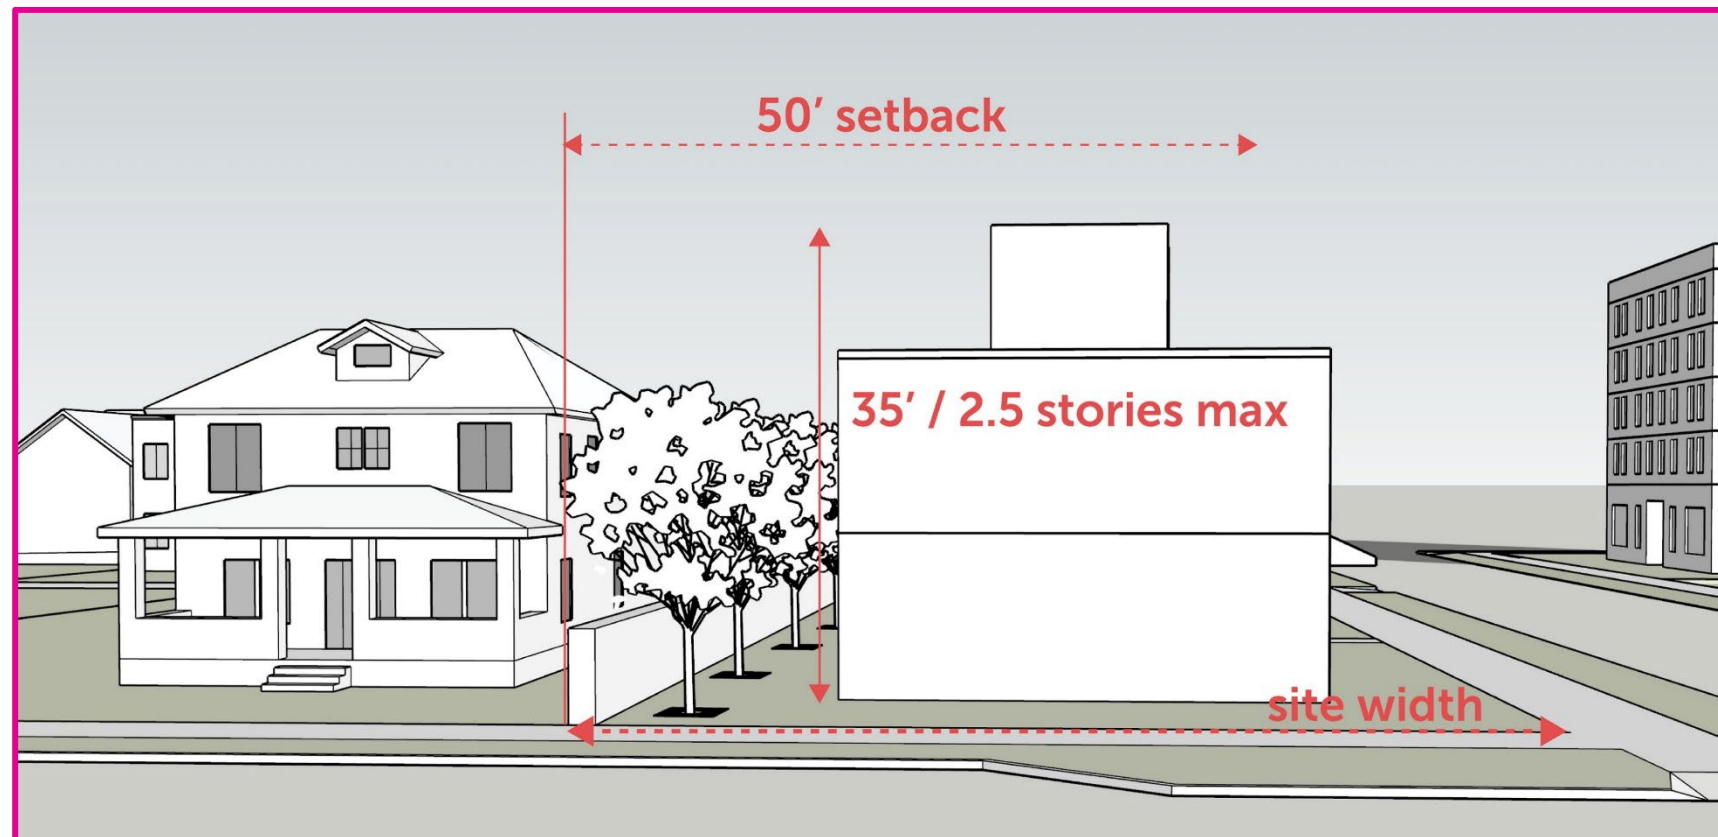 50’ setback
35’ / 2.5 stories max
site width